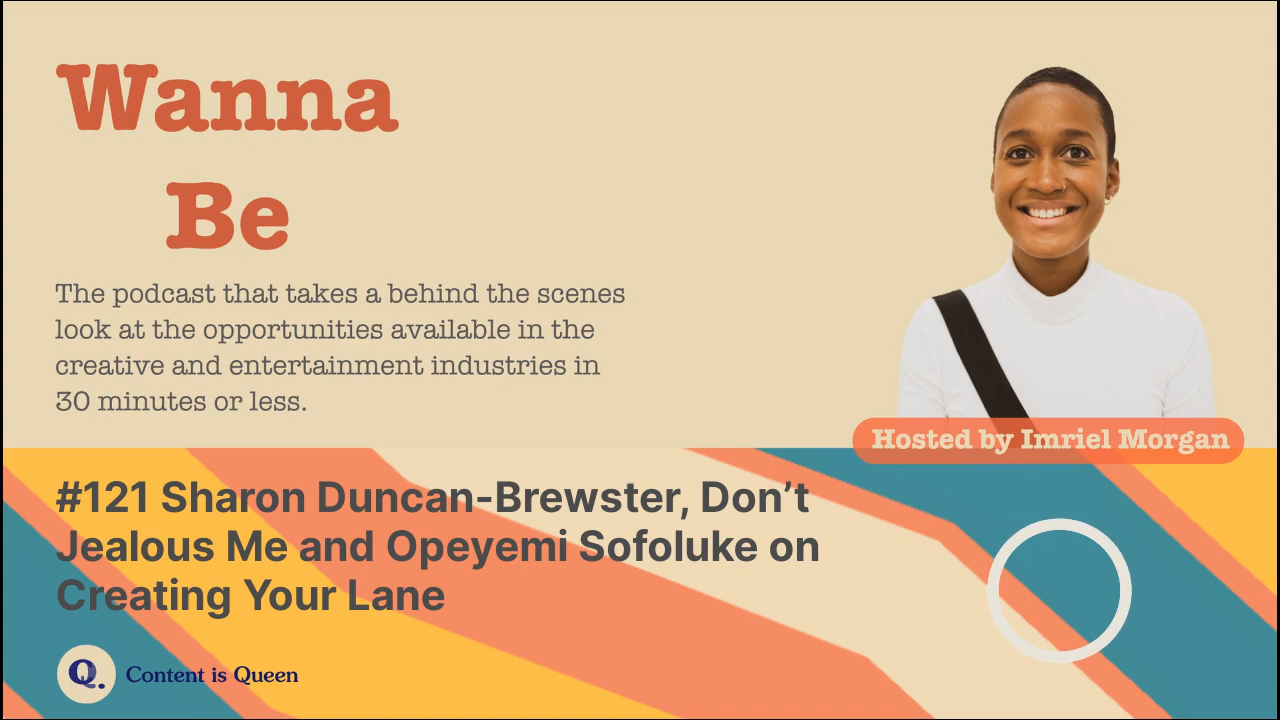 Wanna
Be
The podcast that takes a behind the scenes
look at the opportunities available in the
creative and entertainment industries in
30 minutes or less.
Hosted by Imriel Morgan
#121 Sharon Duncan-Brewster, Don’t
Jealous Me and Opeyemi Sofoluke on
Creating Your Lane
Q.
Content is Queen